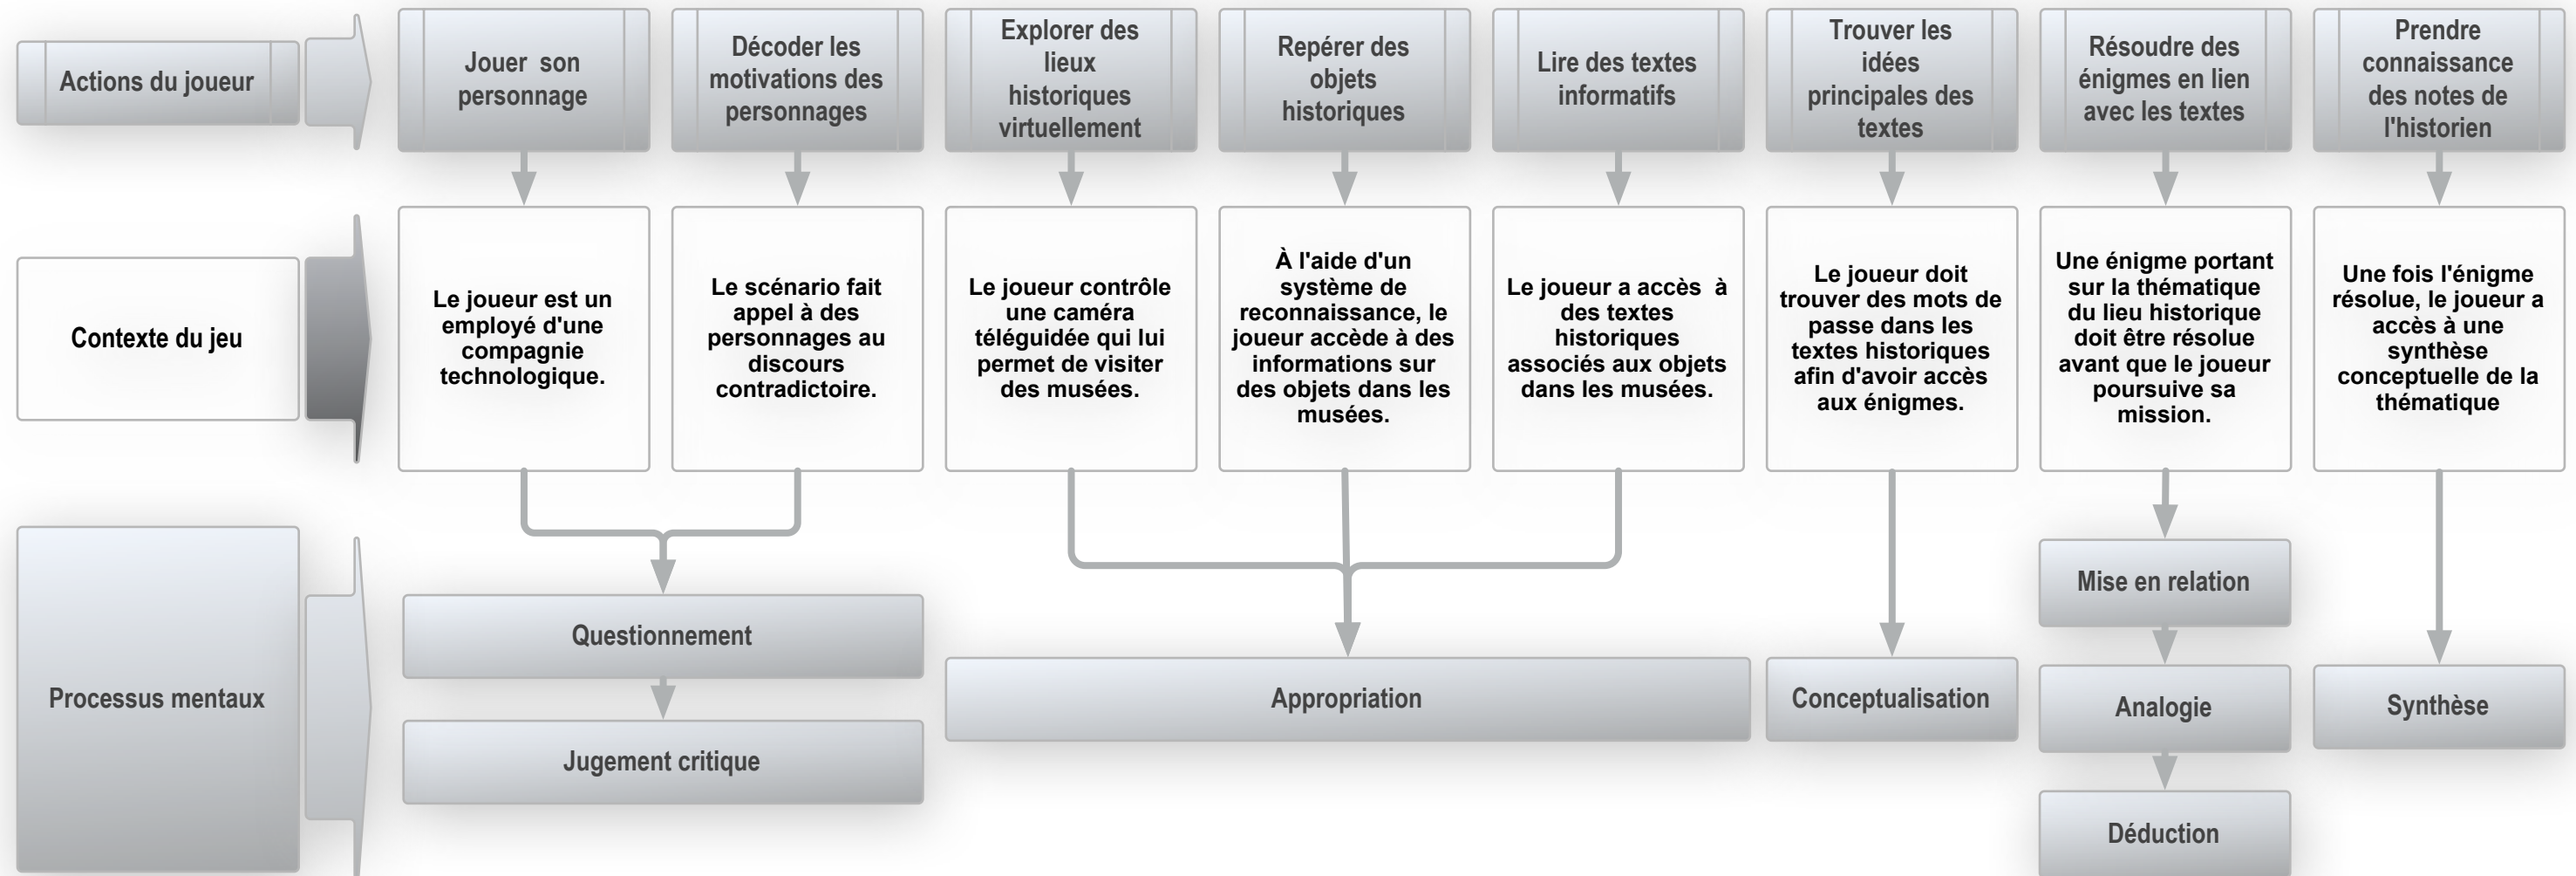 Actions du joueur
Jouer son
personnage
Décoder les
motivations des
personnages
Explorer des
lieux
historiques
virtuellement
Repérer des
objets
historiques
Lire des textes
informatifs
Trouver les
idées
principales des
textes
Résoudre des
énigmes en lien
avec les textes
Prendre
connaissance
des notes de
l'historien
Contexte du jeu
Le joueur est un
employé d'une
compagnie
technologique.
Le scénario fait
appel à des
personnages au
discours
contradictoire.
Le joueur contrôle
une caméra
téléguidée qui lui
permet de visiter
des musées.
À l'aide d'un
système de
reconnaissance, le
joueur accède à des
informations sur
des objets dans les
musées.
Le joueur a accès à
des textes
historiques
associés aux objets
dans les musées.
Le joueur doit
trouver des mots de
passe dans les
textes historiques
afin d'avoir accès
aux énigmes.
Une énigme portant
sur la thématique
du lieu historique
doit être résolue
avant que le joueur
poursuive sa
mission.
Une fois l'énigme
résolue, le joueur a
accès à une
synthèse
conceptuelle de la
thématique
Processus mentaux
Questionnement
Jugement critique
Appropriation
Conceptualisation
Mise en relation
Analogie
Déduction
Synthèse